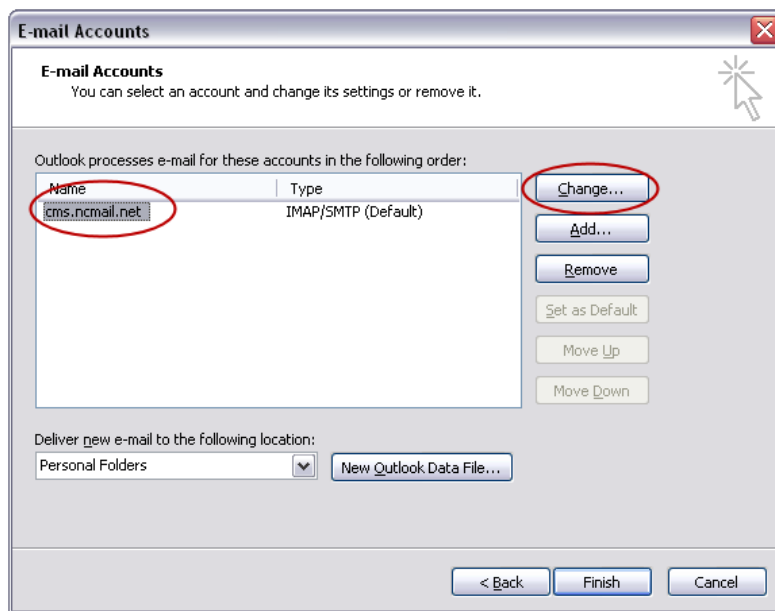 E-mail Accounts
E-mail Accounts
You can select an account and change its settings or remove it.
Outlook processes e-mail for these accounts in the following order:
Name Type
cms.ncmail.net IMAP/SMTP (Default)
Change...
Add...
Remove
Set as Default
Move Up
Move Down
Deliver new e-mail to the following location:
Personal Folders New Outlook Data File...
< Back Finish Cancel